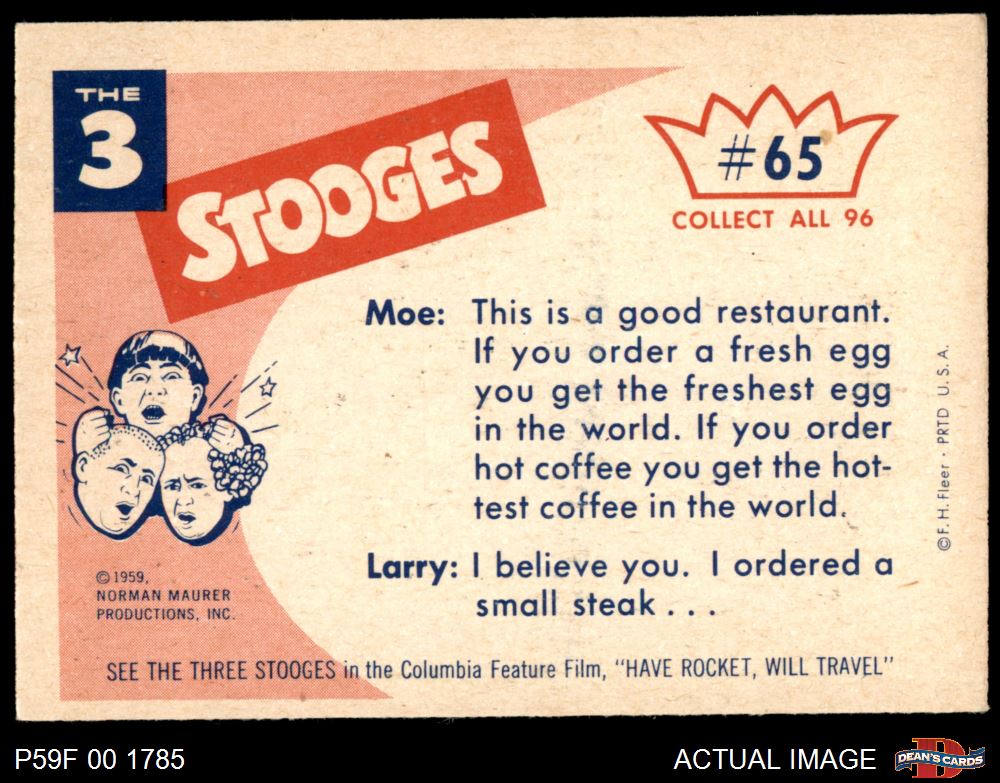 THE
3
STOOGES
#65
COLLECT ALL 96
Moe: This is a good restaurant.
If you order a fresh egg
you get the freshest egg
in the world. If you order
hot coffee you get the hot-
test coffee in the world.
Larry: I believe you. I ordered a
small steak . . .
© 1959,
NORMAN MAURER
PRODUCTIONS, INC.
SEE THE THREE STOOGES in the Columbia Feature Film, "HAVE ROCKET, WILL TRAVEL"
© F. H. Fleer · PRTD U. S. A.
P59F 00 1785
ACTUAL IMAGE
D
DEAN'S CARDS